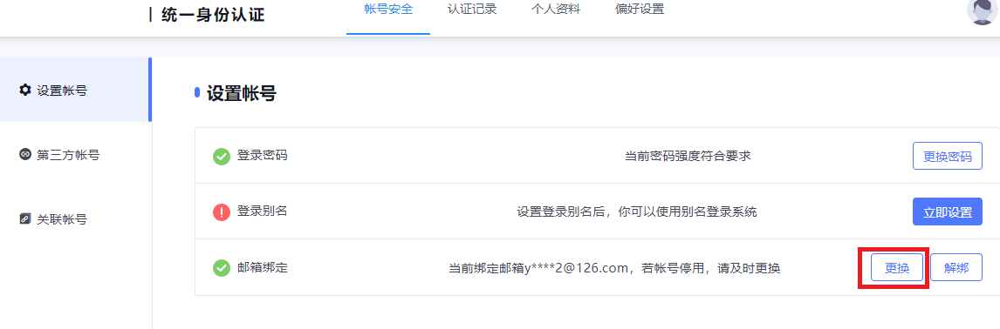 | 统一身份认证
帐号安全 认证记录 个人资料 偏好设置
设置帐号
第三方帐号
关联帐号
设置帐号
登录密码 当前密码强度符合要求 更换密码
登录别名 设置登录别名后，你可以使用别名登录系统 立即设置
邮箱绑定 当前绑定邮箱y****2@126.com，若帐号停用，请及时更换 更换 解绑